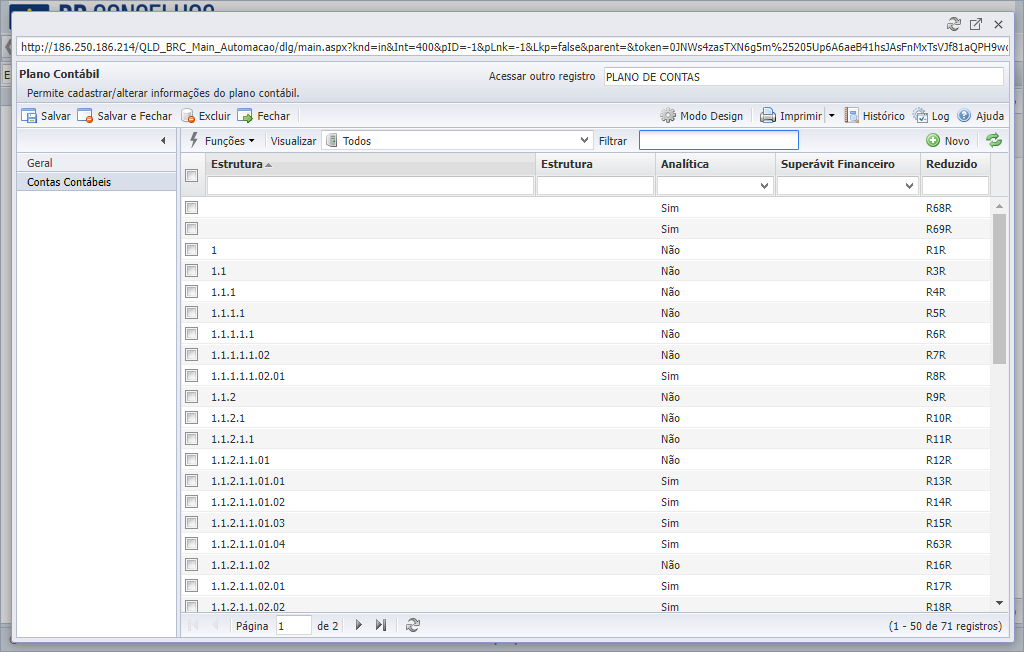 http://186.250.186.214/QLD_BRC_Main_Automacao/dlg/main.aspx?knd=in&Int=400&pID=-1&pLnk=-1&Lkp=false&parent=&token=0JNWs4zasTXN6g5m%25205Up6A6aeB41hsJAsFnMxTsVJf81aQPH9w
Plano Contábil
Acessar outro registro PLANO DE CONTAS
Permite cadastrar/alterar informações do plano contábil.
Salvar Salvar e Fechar Excluir Fechar Modo Design Imprimir Histórico Log Ajuda
Funções Visualizar Todos Filtrar Novo
Geral
Contas Contábeis
Estrutura Estrutura Analítica Superávit Financeiro Reduzido
Sim R68R
Sim R69R
1 Não R1R
1.1 Não R3R
1.1.1 Não R4R
1.1.1.1 Não R5R
1.1.1.1.1 Não R6R
1.1.1.1.1.02 Não R7R
1.1.1.1.1.02.01 Sim R8R
1.1.2 Não R9R
1.1.2.1 Não R10R
1.1.2.1.1 Não R11R
1.1.2.1.1.01 Não R12R
1.1.2.1.1.01.01 Sim R13R
1.1.2.1.1.01.02 Sim R14R
1.1.2.1.1.01.03 Sim R15R
1.1.2.1.1.01.04 Sim R63R
1.1.2.1.1.02 Não R16R
1.1.2.1.1.02.01 Sim R17R
1.1.2.1.1.02.02 Sim R18R
Página 1 de 2 (1 - 50 de 71 registros)